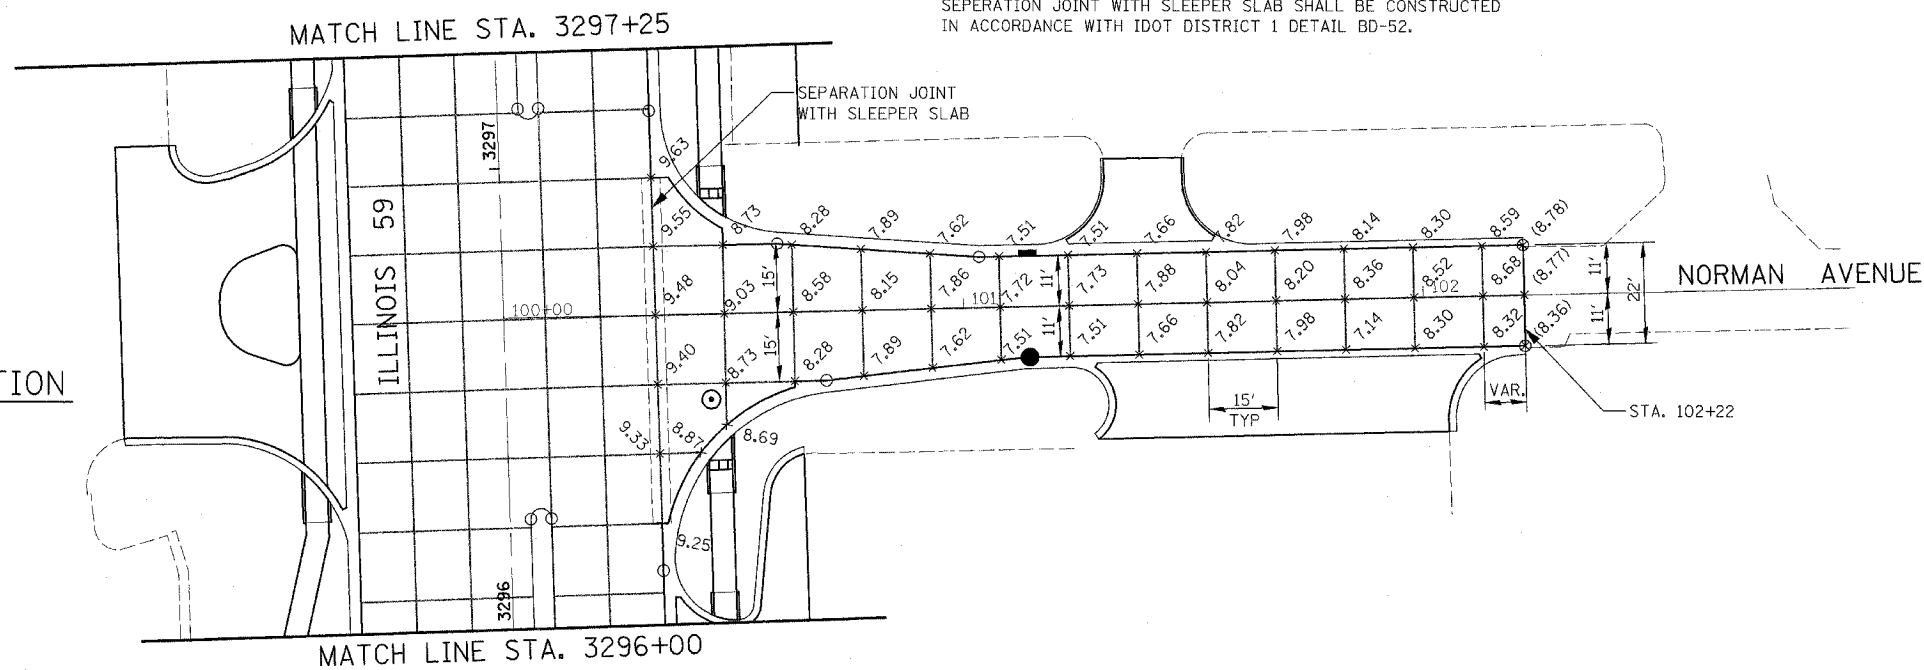 SEPERATION JOINT WITH SLEEPER SLAB SHALL BE CONSTRUCTED
IN ACCORDANCE WITH IDOT DISTRICT 1 DETAIL BD-52.
MATCH LINE STA. 3297+25
SEPARATION JOINT
WITH SLEEPER SLAB
3297
ILLINOIS 59
100+00
3296
TION
9.63
9.55
9.48
9.40
9.33
8.87
8.69
9.25
8.73 8.28 7.89 7.62 7.51 7.51 7.66 7.82 7.98 8.14 8.30 8.59 (8.78)
9.03 8.58 8.15 7.86 7.72 7.73 7.88 8.04 8.20 8.36 8.52 8.68 (8.77)
8.73 8.28 7.89 7.62 7.51 7.51 7.66 7.82 7.98 7.14 8.30 8.32 (8.36)
15'
15'
101
11'
11'
102
11'
11'
22'
NORMAN AVENUE
15'
TYP
VAR.
STA. 102+22
MATCH LINE STA. 3296+00